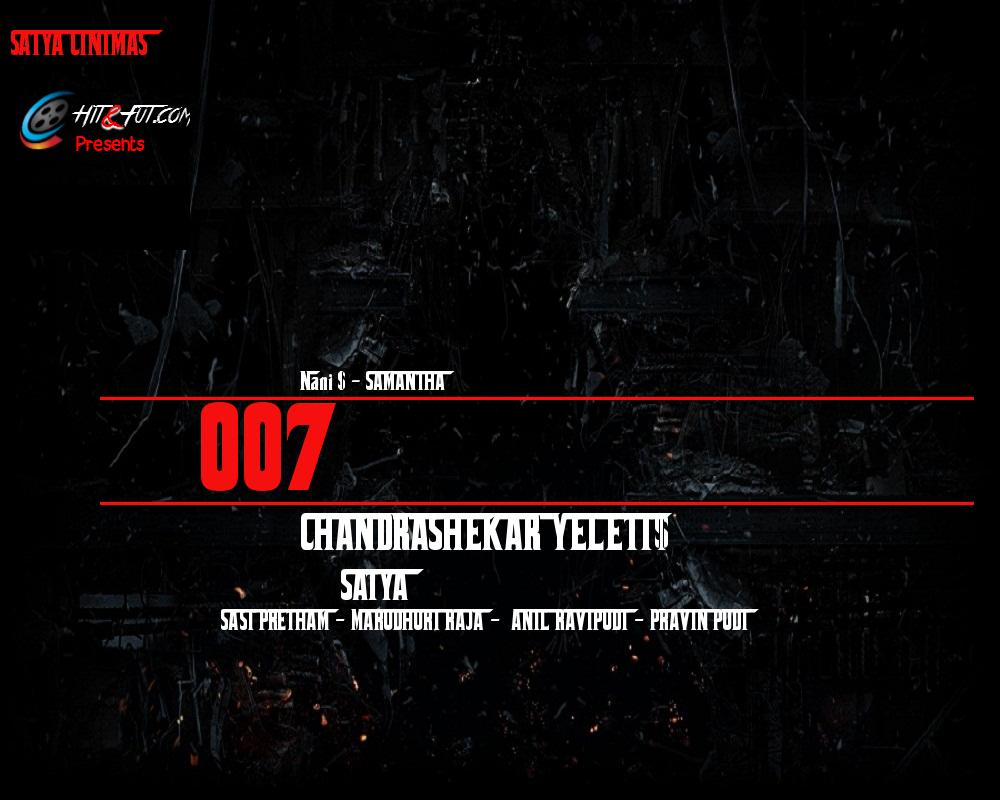 SATYA CINIMAS
HIT&FUT.COM
Presents
Nani $ - SAMANTHA
007
CHANDRASHEKAR YELETI$
SATYA
SASI PRETHAM - MARUDHURI RAJA - ANIL RAVIPUDI - PRAVIN PUDI